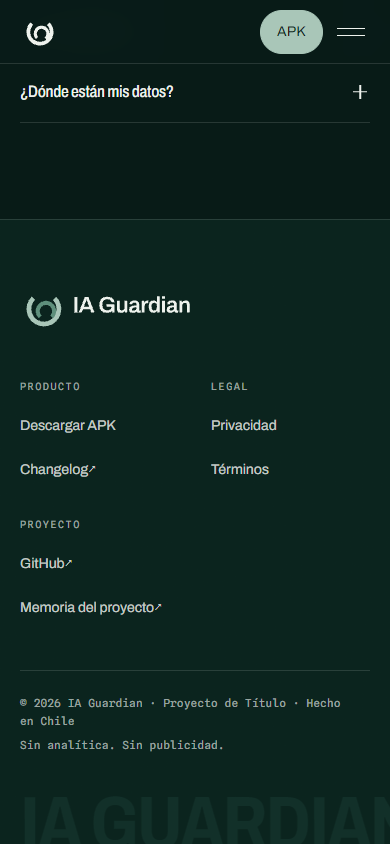 APK
¿Dónde están mis datos?
IA Guardian
PRODUCTO
Descargar APK
Changelog↗
LEGAL
Privacidad
Términos
PROYECTO
GitHub↗
Memoria del proyecto↗
© 2026 IA Guardian · Proyecto de Título · Hecho
en Chile
Sin analítica. Sin publicidad.
IA GUARDIAN